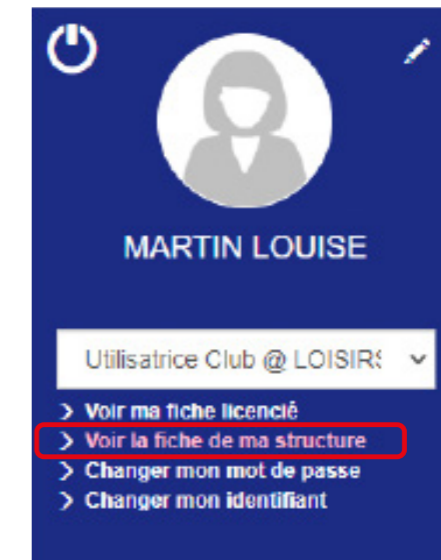 MARTIN LOUISE
Utilisatrice Club @ LOISIRS
> Voir ma fiche licencié
> Voir la fiche de ma structure
> Changer mon mot de passe
> Changer mon identifiant